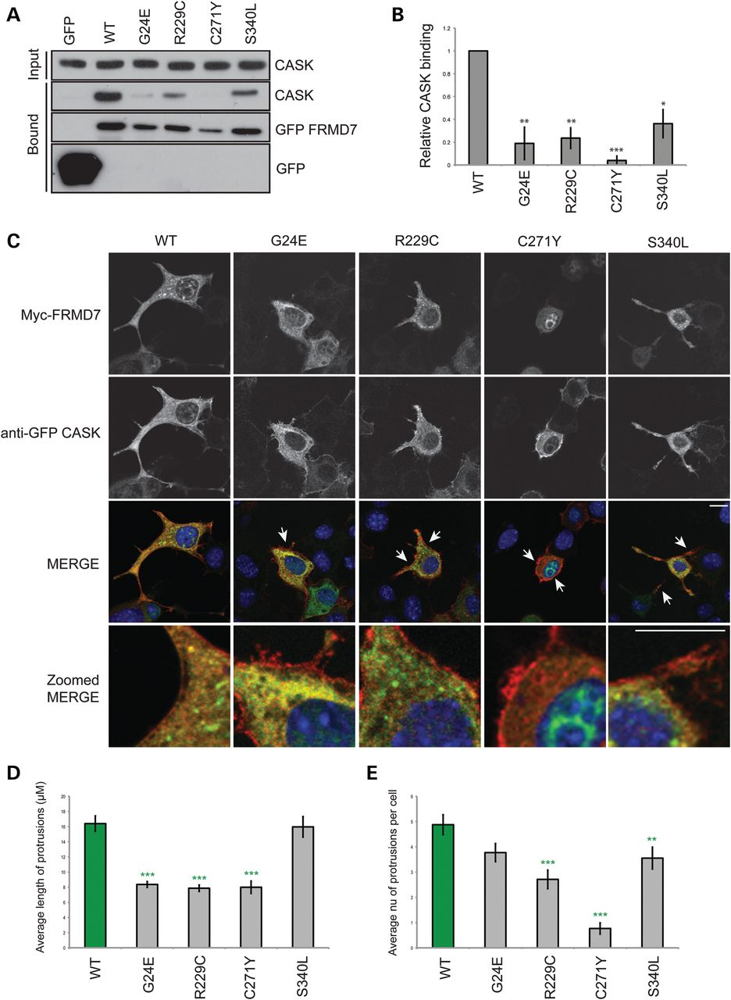 A
GFP WT G24E R229C C271Y S340L
Input CASK
Bound CASK
GFP FRMD7
GFP
B
Relative CASK binding
1.2
1
0.8
0.6
0.4
0.2
0
** ** *** *
WT G24E R229C C271Y S340L
C
WT G24E R229C C271Y S340L
Myc-FRMD7
anti-GFP CASK
MERGE
Zoomed
MERGE
D
Average length of protrusions (µM)
20
18
16
14
12
10
8
6
4
2
0
*** *** ***
WT G24E R229C C271Y S340L
E
Average nu of protrusions per cell
6
5
4
3
2
1
0
*** *** **
WT G24E R229C C271Y S340L